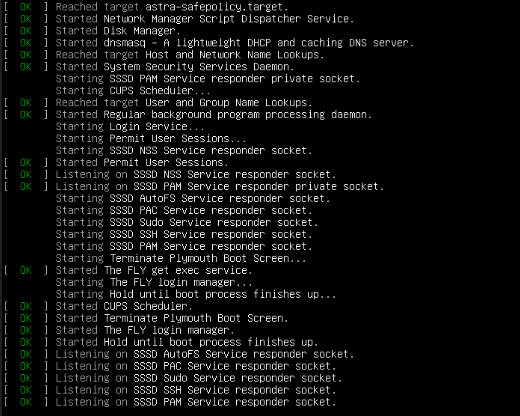 [  OK  ] Reached target astra-safepolicy.target.
[  OK  ] Started Network Manager Script Dispatcher Service.
[  OK  ] Started Disk Manager.
[  OK  ] Started dnsmasq - A lightweight DHCP and caching DNS server.
[  OK  ] Reached target Host and Network Name Lookups.
[  OK  ] Started System Security Services Daemon.
         Starting SSSD PAM Service responder private socket.
         Starting CUPS Scheduler...
[  OK  ] Reached target User and Group Name Lookups.
[  OK  ] Started Regular background program processing daemon.
         Starting Login Service...
         Starting Permit User Sessions...
         Starting SSSD NSS Service responder socket.
[  OK  ] Started Permit User Sessions.
[  OK  ] Listening on SSSD NSS Service responder socket.
[  OK  ] Listening on SSSD PAM Service responder private socket.
         Starting SSSD AutoFS Service responder socket.
         Starting SSSD PAC Service responder socket.
         Starting SSSD Sudo Service responder socket.
         Starting SSSD SSH Service responder socket.
         Starting SSSD PAM Service responder socket.
         Starting Terminate Plymouth Boot Screen...
[  OK  ] Started The FLY get exec service.
         Starting The FLY login manager...
         Starting Hold until boot process finishes up...
[  OK  ] Started CUPS Scheduler.
[  OK  ] Started Terminate Plymouth Boot Screen.
[  OK  ] Started The FLY login manager.
[  OK  ] Started Hold until boot process finishes up.
[  OK  ] Listening on SSSD AutoFS Service responder socket.
[  OK  ] Listening on SSSD PAC Service responder socket.
[  OK  ] Listening on SSSD Sudo Service responder socket.
[  OK  ] Listening on SSSD SSH Service responder socket.
[  OK  ] Listening on SSSD PAM Service responder socket.